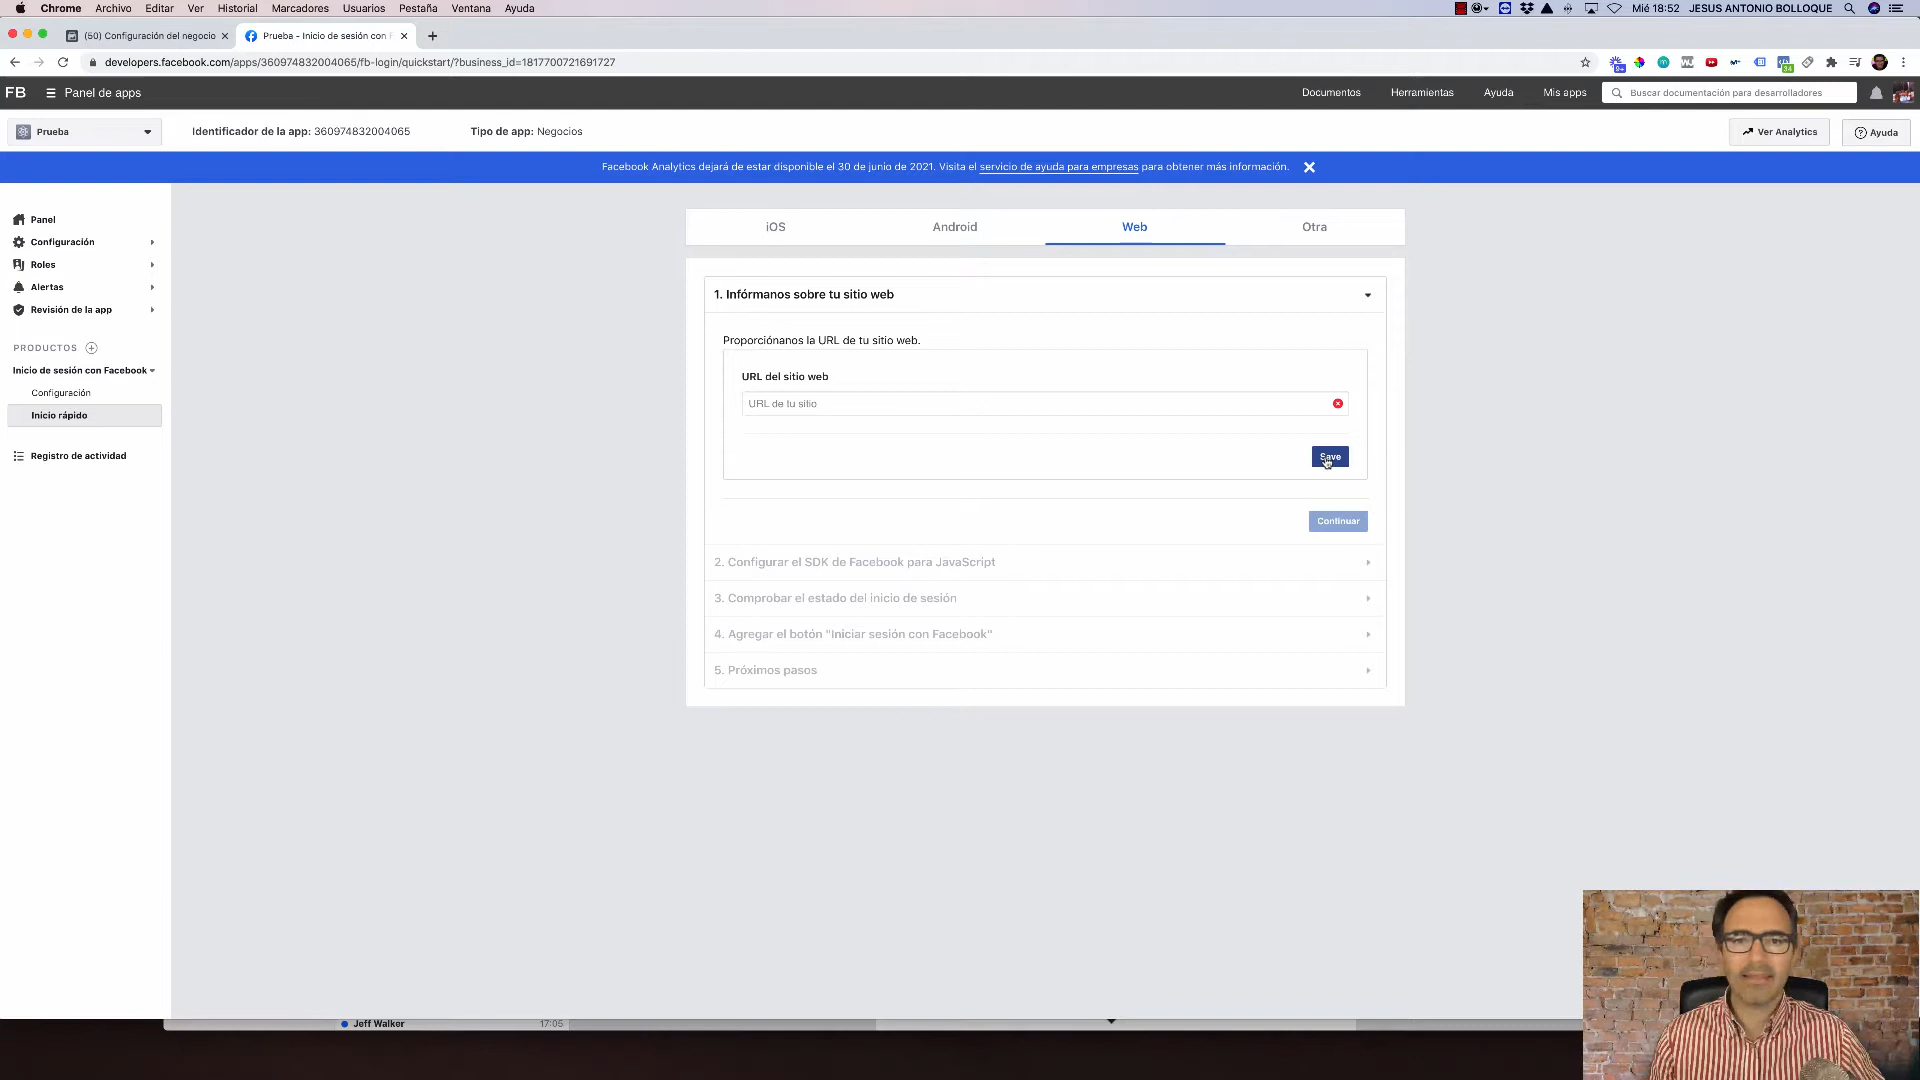 Chrome Archivo Editar Ver Historial Marcadores Usuarios Pestaña Ventana Ayuda
Mié 18:52 JESUS ANTONIO BOLLOQUE
(50) Configuración del negocio
Prueba - Inicio de sesión con F
developers.facebook.com/apps/360974832004065/fb-login/quickstart/?business_id=1817700721691727
FB Panel de apps
Documentos Herramientas Ayuda Mis apps Buscar documentación para desarrolladores
Prueba
Identificador de la app: 360974832004065
Tipo de app: Negocios
Ver Analytics
Ayuda
Facebook Analytics dejará de estar disponible el 30 de junio de 2021. Visita el servicio de ayuda para empresas para obtener más información.
Panel
Configuración
Roles
Alertas
Revisión de la app
PRODUCTOS
Inicio de sesión con Facebook
Configuración
Inicio rápido
Registro de actividad
iOS Android Web Otra
1. Infórmanos sobre tu sitio web
Proporciónanos la URL de tu sitio web.
URL del sitio web
URL de tu sitio
Save
Continuar
2. Configurar el SDK de Facebook para JavaScript
3. Comprobar el estado del inicio de sesión
4. Agregar el botón "Iniciar sesión con Facebook"
5. Próximos pasos
Jeff Walker 17:05